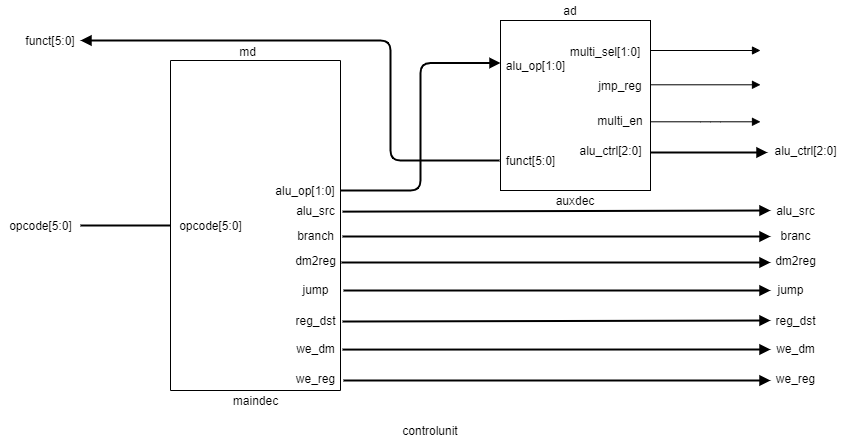 ad
funct[5:0]
md
multi_sel[1:0]
alu_op[1:0]
jmp_reg
multi_en
alu_ctrl[2:0]
alu_ctrl[2:0]
funct[5:0]
auxdec
alu_op[1:0]
alu_src
alu_src
opcode[5:0]
opcode[5:0]
branch
branc
dm2reg
dm2reg
jump
jump
reg_dst
reg_dst
we_dm
we_dm
we_reg
we_reg
maindec
controlunit